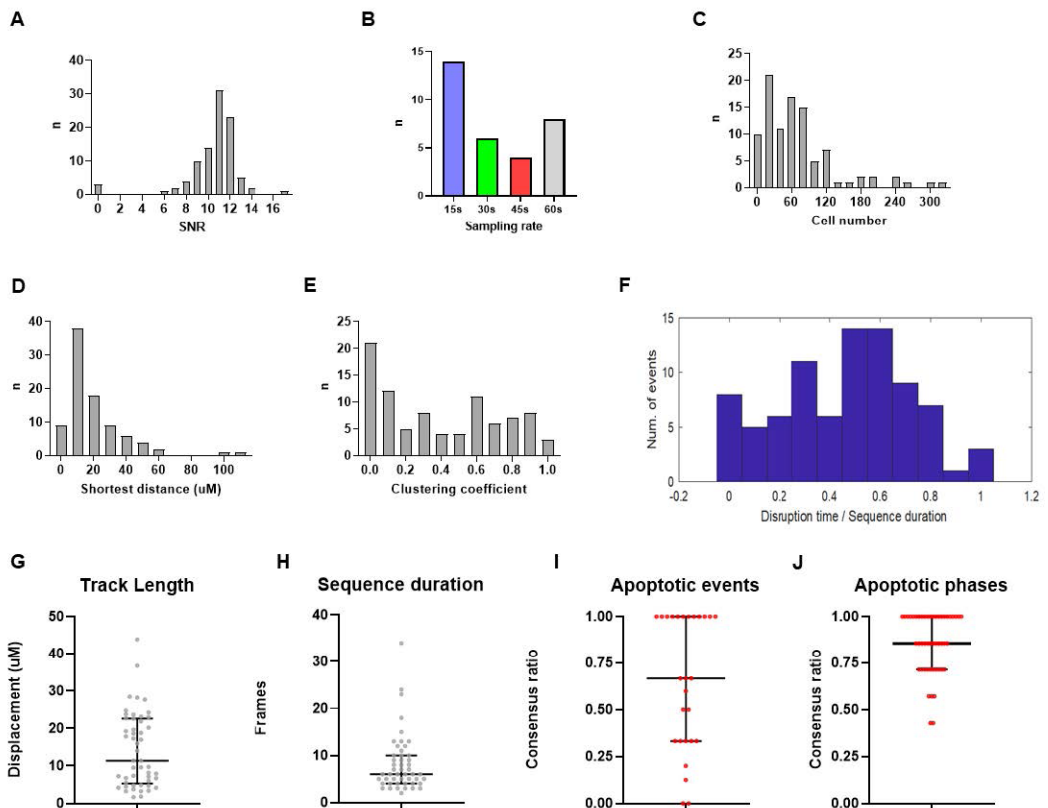 A
40
30
20
10
0
n
0 2 4 6 8 10 12 14 16
SNR
B
15
10
5
0
n
15s 30s 45s 60s
Sampling rate
C
25
20
15
10
5
0
n
0 60 120 180 240 300
Cell number
D
40
30
20
10
0
n
0 20 40 60 80 100
Shortest distance (uM)
E
25
20
15
10
5
0
n
0.0 0.2 0.4 0.6 0.8 1.0
Clustering coefficient
F
15
10
5
0
Num. of events
-0.2 0 0.2 0.4 0.6 0.8 1 1.2
Disruption time / Sequence duration
G
Track Length
50
40
30
20
10
0
Displacement (uM)
H
Sequence duration
40
30
20
10
0
Frames
I
Apoptotic events
1.00
0.75
0.50
0.25
0.00
Consensus ratio
J
Apoptotic phases
1.00
0.75
0.50
0.25
0.00
Consensus ratio